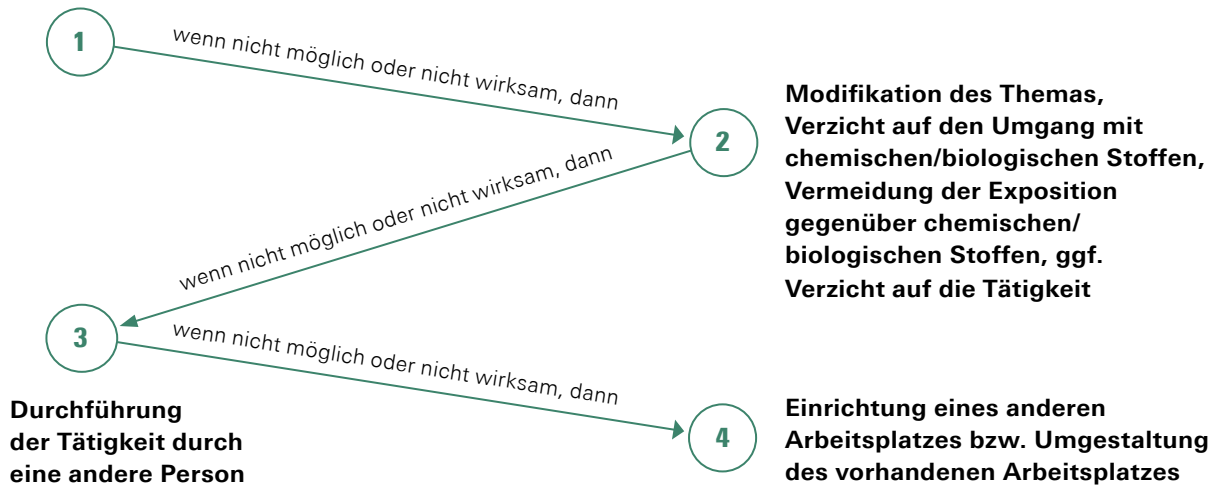 1
wenn nicht möglich oder nicht wirksam, dann
2
Modifikation des Themas,
Verzicht auf den Umgang mit
chemischen/biologischen Stoffen,
Vermeidung der Exposition
gegenüber chemischen/
biologischen Stoffen, ggf.
Verzicht auf die Tätigkeit
wenn nicht möglich oder nicht wirksam, dann
3
Durchführung
der Tätigkeit durch
eine andere Person
wenn nicht möglich oder nicht wirksam, dann
4
Einrichtung eines anderen
Arbeitsplatzes bzw. Umgestaltung
des vorhandenen Arbeitsplatzes